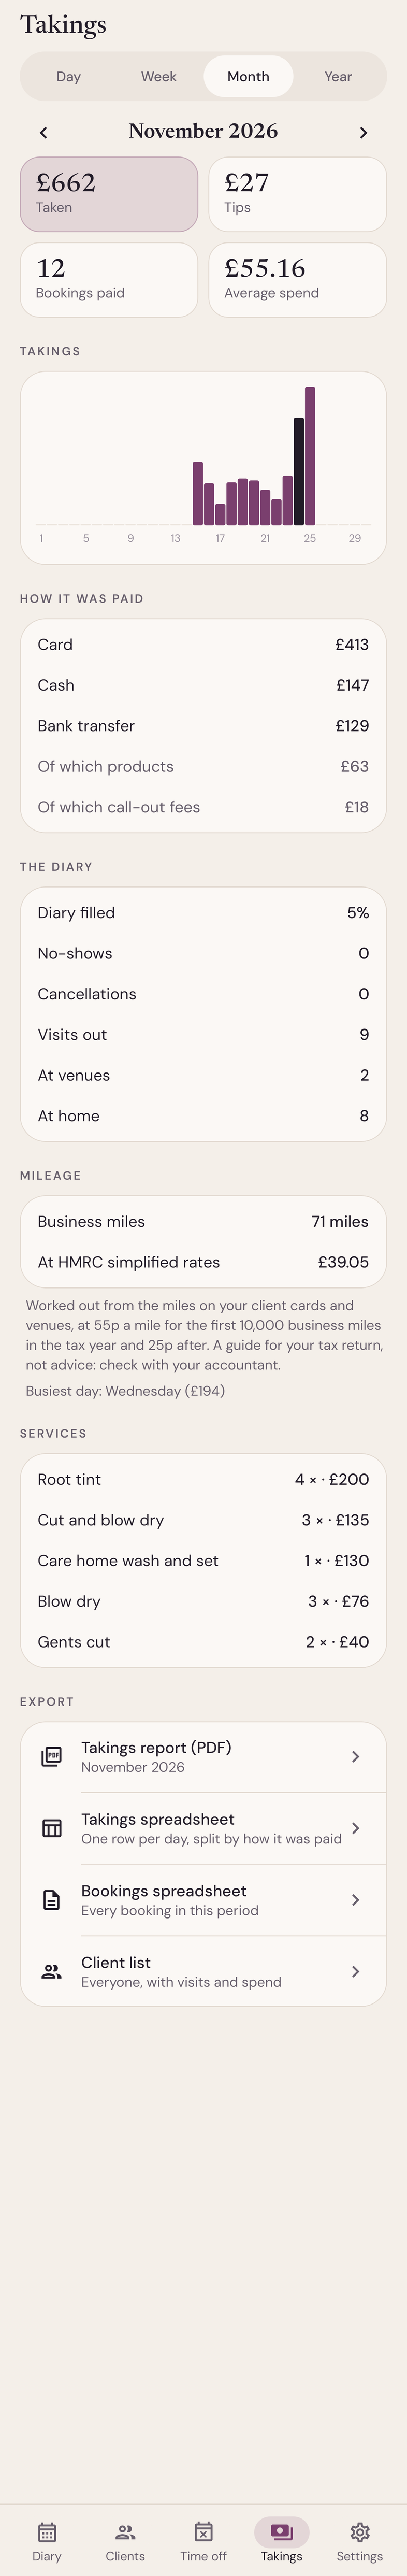 Takings
Day Week Month Year
November 2026
£662 £27
Taken Tips
12 £55.16
Bookings paid Average spend
TAKINGS
1 5 9 13 17 21 25 29
HOW IT WAS PAID
Card £413
Cash £147
Bank transfer £129
Of which products £63
Of which call-out fees £18
THE DIARY
Diary filled 5%
No-shows 0
Cancellations 0
Visits out 9
At venues 2
At home 8
MILEAGE
Business miles 71 miles
At HMRC simplified rates £39.05
Worked out from the miles on your client cards and
venues, at 55p a mile for the first 10,000 business miles
in the tax year and 25p after. A guide for your tax return,
not advice: check with your accountant.
Busiest day: Wednesday (£194)
SERVICES
Root tint 4 × · £200
Cut and blow dry 3 × · £135
Care home wash and set 1 × · £130
Blow dry 3 × · £76
Gents cut 2 × · £40
EXPORT
PDF
Takings report (PDF)
November 2026
Takings spreadsheet
One row per day, split by how it was paid
Bookings spreadsheet
Every booking in this period
Client list
Everyone, with visits and spend
Diary Clients Time off Takings Settings